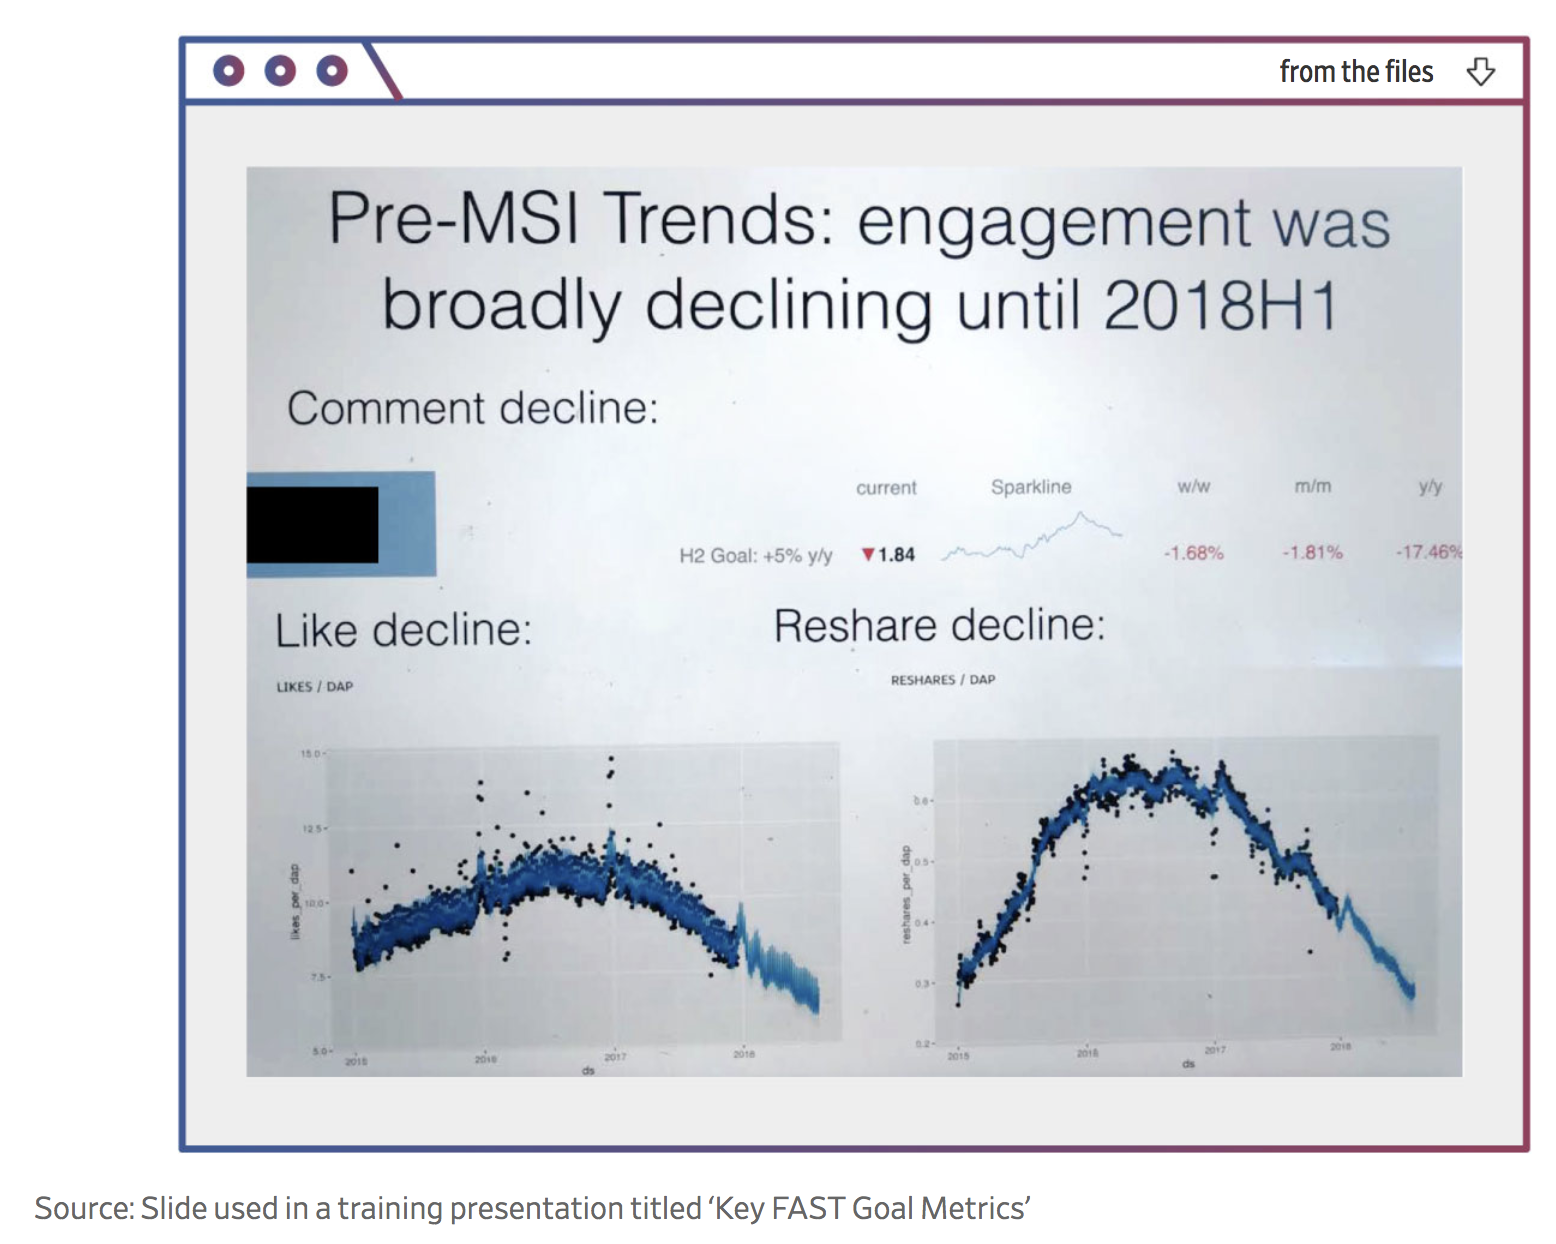 from the files
Pre-MSI Trends: engagement was
broadly declining until 2018H1
Comment decline:
current Sparkline w/w m/m y/y
H2 Goal: +5% y/y ▼1.84 -1.68% -1.81% -17.46%
Like decline:
LIKES / DAP
15.0
12.5
10.0
7.5
5.0
likes_per_dap
2015 2016 2017 2018
ds
Reshare decline:
RESHARES / DAP
0.6
0.5
0.4
0.3
0.2
reshares_per_dap
2015 2016 2017 2018
ds
Source: Slide used in a training presentation titled ‘Key FAST Goal Metrics’